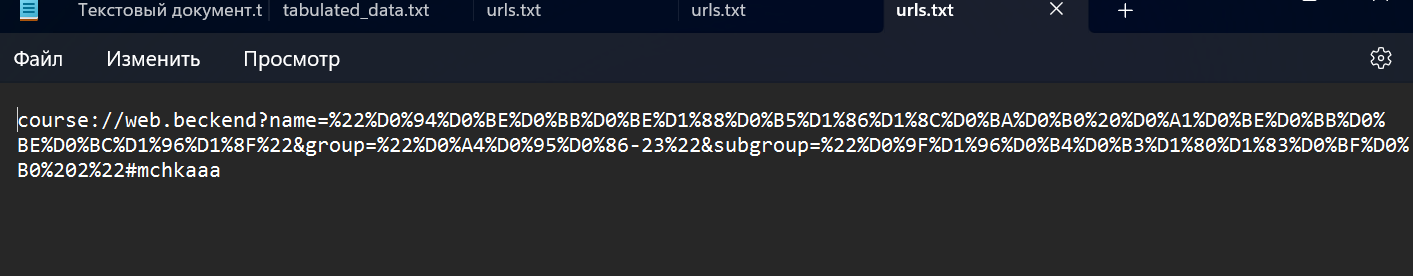 Текстовый документ.t tabulated_data.txt urls.txt urls.txt urls.txt
Файл Изменить Просмотр
course://web.beckend?name=%22%D0%94%D0%BE%D0%BB%D0%BE%D1%88%D0%B5%D1%86%D1%8C%D0%BA%D0%B0%20%D0%A1%D0%BE%D0%BB%D0%
BE%D0%BC%D1%96%D1%8F%22&group=%22%D0%A4%D0%95%D0%86-23%22&subgroup=%22%D0%9F%D1%96%D0%B4%D0%B3%D1%80%D1%83%D0%BF%D0%
B0%202%22#mchkaaa